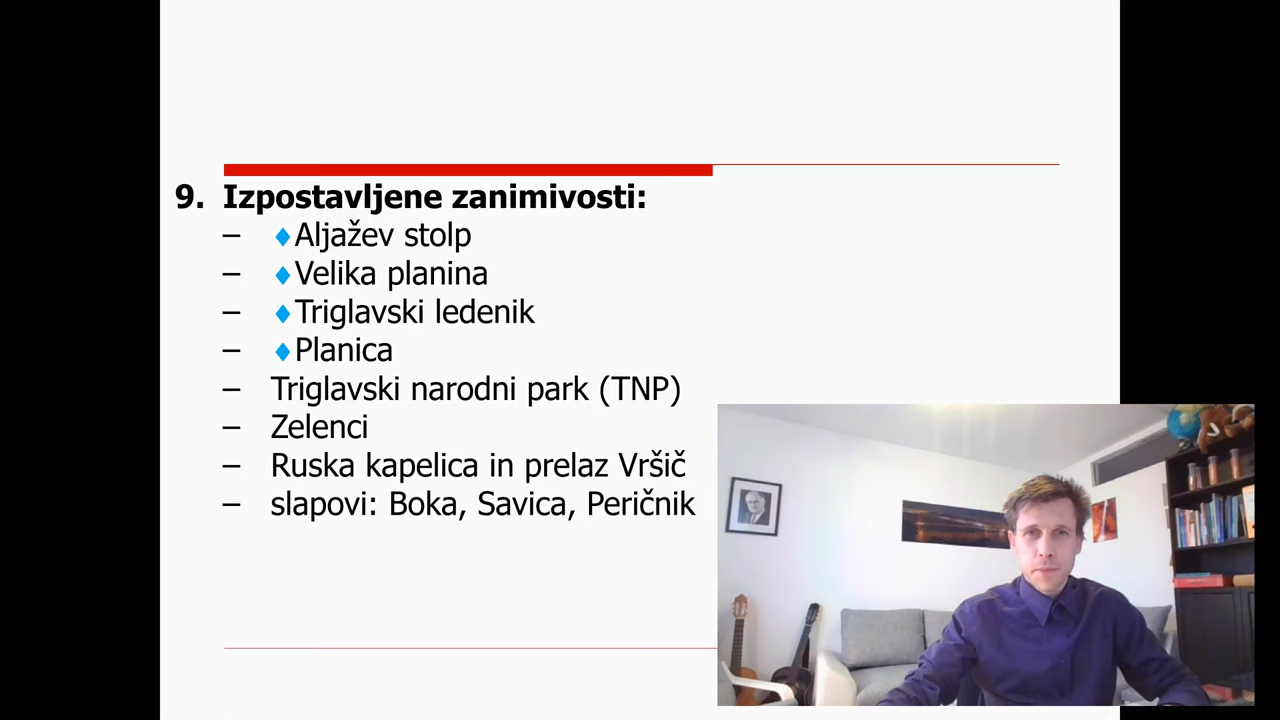 9. Izpostavljene zanimivosti:
– ♦Aljažev stolp
– ♦Velika planina
– ♦Triglavski ledenik
– ♦Planica
– Triglavski narodni park (TNP)
– Zelenci
– Ruska kapelica in prelaz Vršič
– slapovi: Boka, Savica, Peričnik